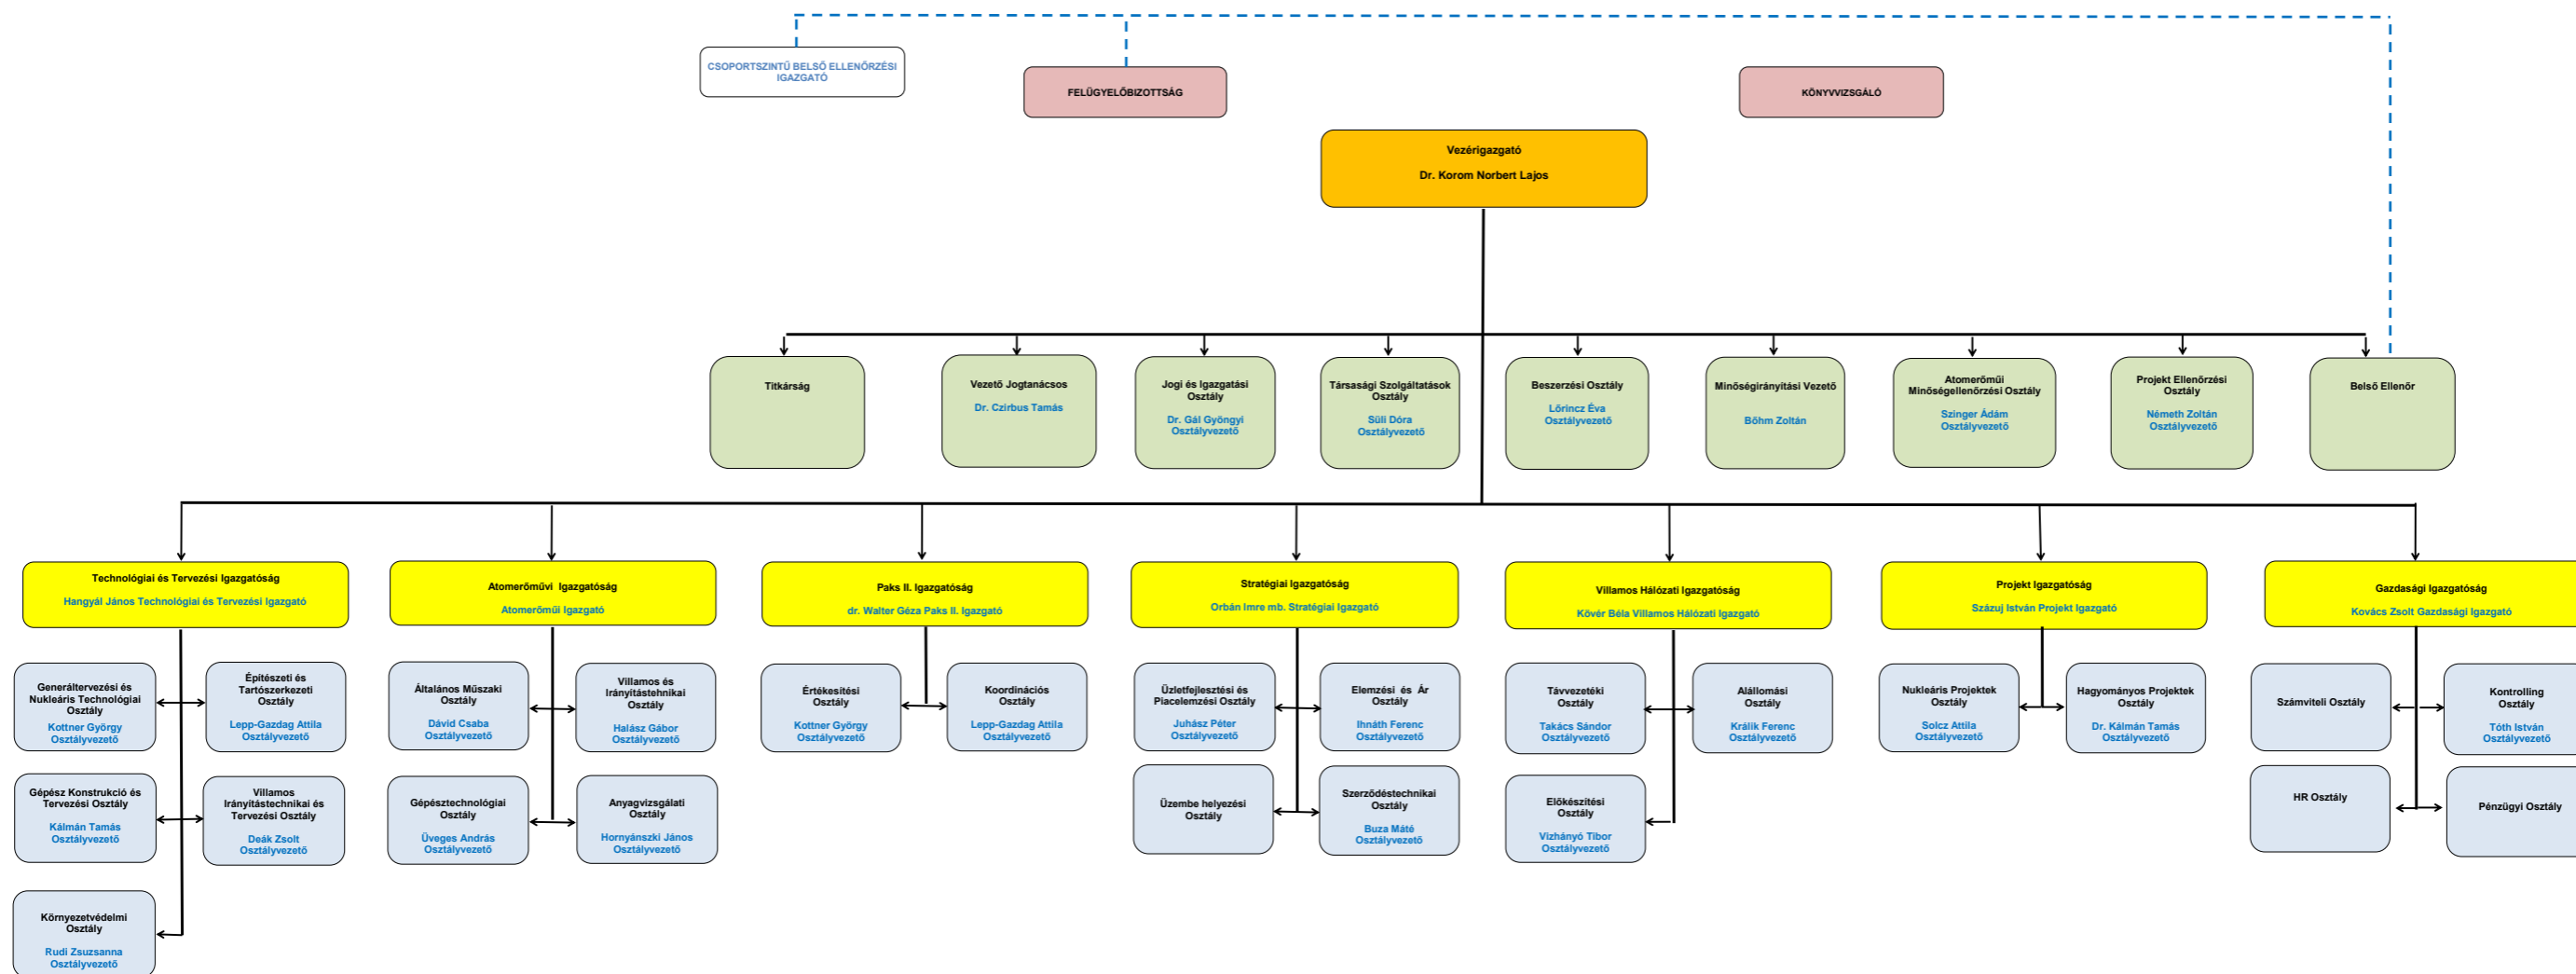 CSOPORTSZINTŰ BELSŐ ELLENŐRZÉSI
IGAZGATÓ
FELÜGYELŐBIZOTTSÁG
KÖNYVVIZSGÁLÓ
Vezérigazgató
Dr. Korom Norbert Lajos
Titkárság
Vezető Jogtanácsos
Dr. Czirbus Tamás
Jogi és Igazgatási
Osztály
Dr. Gál Gyöngyi
Osztályvezető
Társasági Szolgáltatások
Osztály
Süli Dóra
Osztályvezető
Beszerzési Osztály
Lőrincz Éva
Osztályvezető
Minőségirányítási Vezető
Bőhm Zoltán
Atomerőműi
Minőségellenőrzési Osztály
Szinger Ádám
Osztályvezető
Projekt Ellenőrzési
Osztály
Németh Zoltán
Osztályvezető
Belső Ellenőr
Technológiai és Tervezési Igazgatóság
Hangyál János Technológiai és Tervezési Igazgató
Atomerőművi  Igazgatóság
Atomerőműi Igazgató
Paks II. Igazgatóság
dr. Walter Géza Paks II. Igazgató
Stratégiai Igazgatóság
Orbán Imre mb. Stratégiai Igazgató
Villamos Hálózati Igazgatóság
Kövér Béla Villamos Hálózati Igazgató
Projekt Igazgatóság
Százuj István Projekt Igazgató
Gazdasági Igazgatóság
Kovács Zsolt Gazdasági Igazgató
Generáltervezési és
Nukleáris Technológiai
Osztály
Kottner György
Osztályvezető
Építészeti és
Tartószerkezeti
Osztály
Lepp-Gazdag Attila
Osztályvezető
Általános Műszaki
Osztály
Dávid Csaba
Osztályvezető
Villamos és
Irányítástehnikai
Osztály
Halász Gábor
Osztályvezető
Értékesítési
Osztály
Kottner György
Osztályvezető
Koordinációs
Osztály
Lepp-Gazdag Attila
Osztályvezető
Üzletfejlesztési és
Piacelemzési Osztály
Juhász Péter
Osztályvezető
Elemzési  és  Ár
Osztály
Ihnáth Ferenc
Osztályvezető
Távvezetéki
Osztály
Takács Sándor
Osztályvezető
Alállomási
Osztály
Králik Ferenc
Osztályvezető
Nukleáris Projektek
Osztály
Solcz Attila
Osztályvezető
Hagyományos Projektek
Osztály
Dr. Kálmán Tamás
Osztályvezető
Számviteli Osztály
Kontrolling
Osztály
Tóth István
Osztályvezető
Gépész Konstrukció és
Tervezési Osztály
Kálmán Tamás
Osztályvezető
Villamos
Irányítástechnikai és
Tervezési Osztály
Deák Zsolt
Osztályvezető
Gépésztechnológiai
Osztály
Üveges András
Osztályvezető
Anyagvizsgálati
Osztály
Hornyánszki János
Osztályvezető
Üzembe helyezési
Osztály
Szerződéstechnikai
Osztály
Buza Máté
Osztályvezető
Előkészítési
Osztály
Vizhányó Tibor
Osztályvezető
HR Osztály
Pénzügyi Osztály
Környezetvédelmi
Osztály
Rudi Zsuzsanna
Osztályvezető